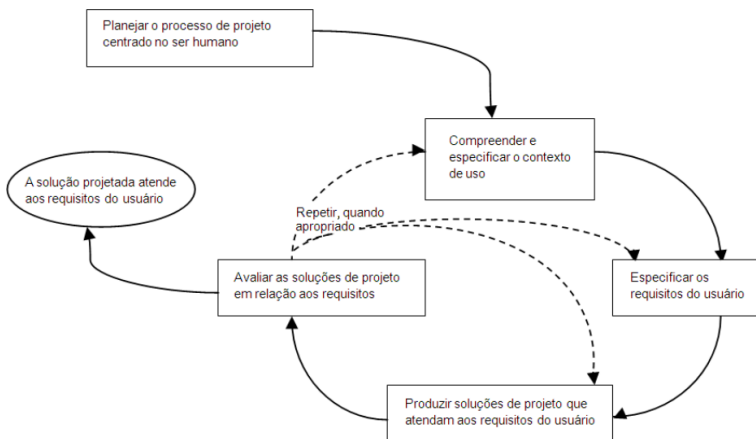 Planejar o processo de projeto
centrado no ser humano
Compreender e
especificar o contexto
de uso
A solução projetada atende
aos requisitos do usuário
Repetir, quando
apropriado
Avaliar as soluções de projeto
em relação aos requisitos
Especificar os
requisitos do usuário
Produzir soluções de projeto que
atendam aos requisitos do usuário